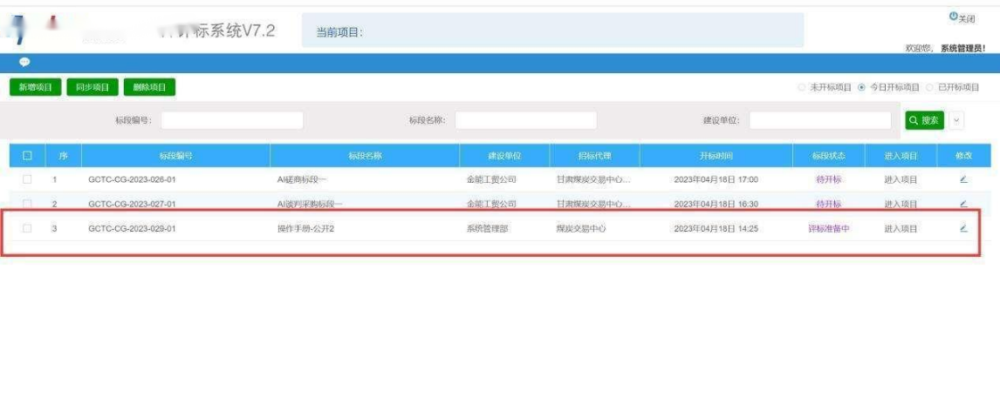 关闭
标系统V7.2
当前项目：
欢迎您， 系统管理员！
新增项目 同步项目 删除项目 未开标项目 今日开标项目 已开标项目
标段编号： 标段名称： 建设单位： 搜索
序 标段编号 标段名称 建设单位 招标代理 开标时间 标段状态 进入项目 修改
1 GCTC-CG-2023-026-01 AI磋商标段一 金能工贸公司 甘肃煤炭交易中心... 2023年04月18日 17:00 待开标 进入项目
2 GCTC-CG-2023-027-01 AI谈判采购标段一 金能工贸公司 甘肃煤炭交易中心... 2023年04月18日 16:30 待开标 进入项目
3 GCTC-CG-2023-029-01 操作手册-公开2 系统管理部 煤炭交易中心 2023年04月18日 14:25 评标准备中 进入项目